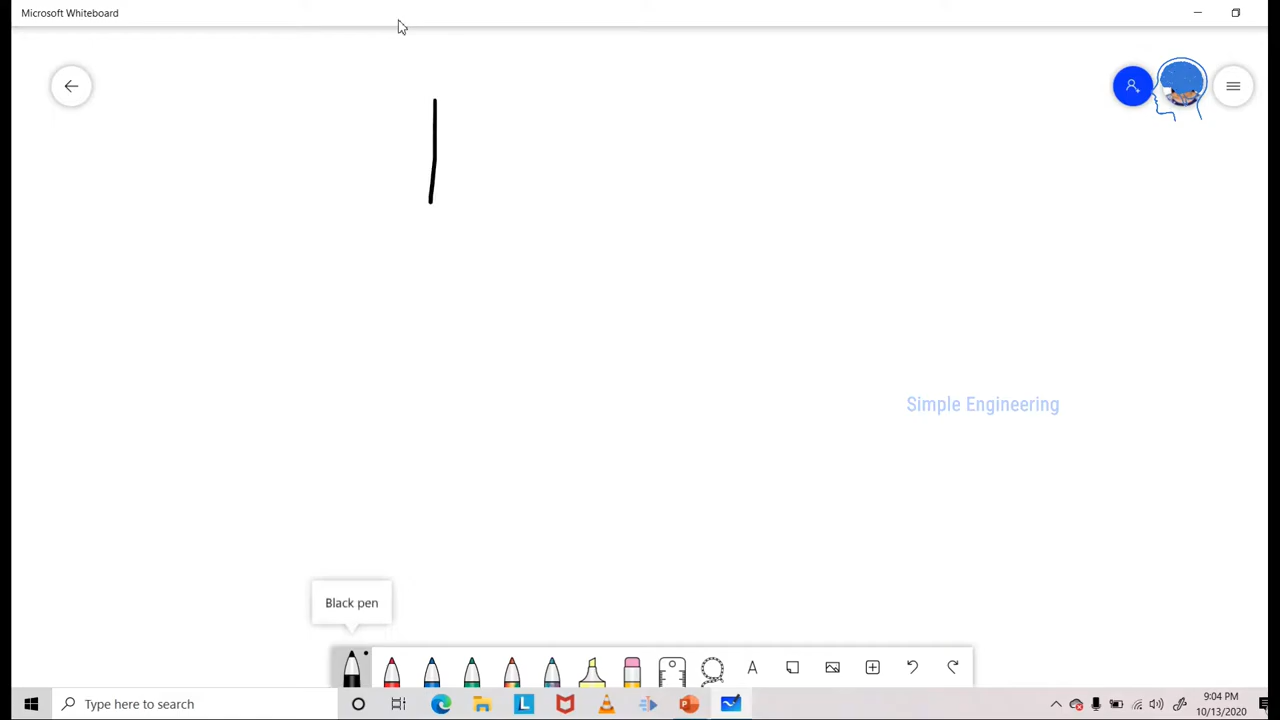 Microsoft Whiteboard
Simple Engineering
Black pen
A
Type here to search
L
9:04 PM
10/13/2020